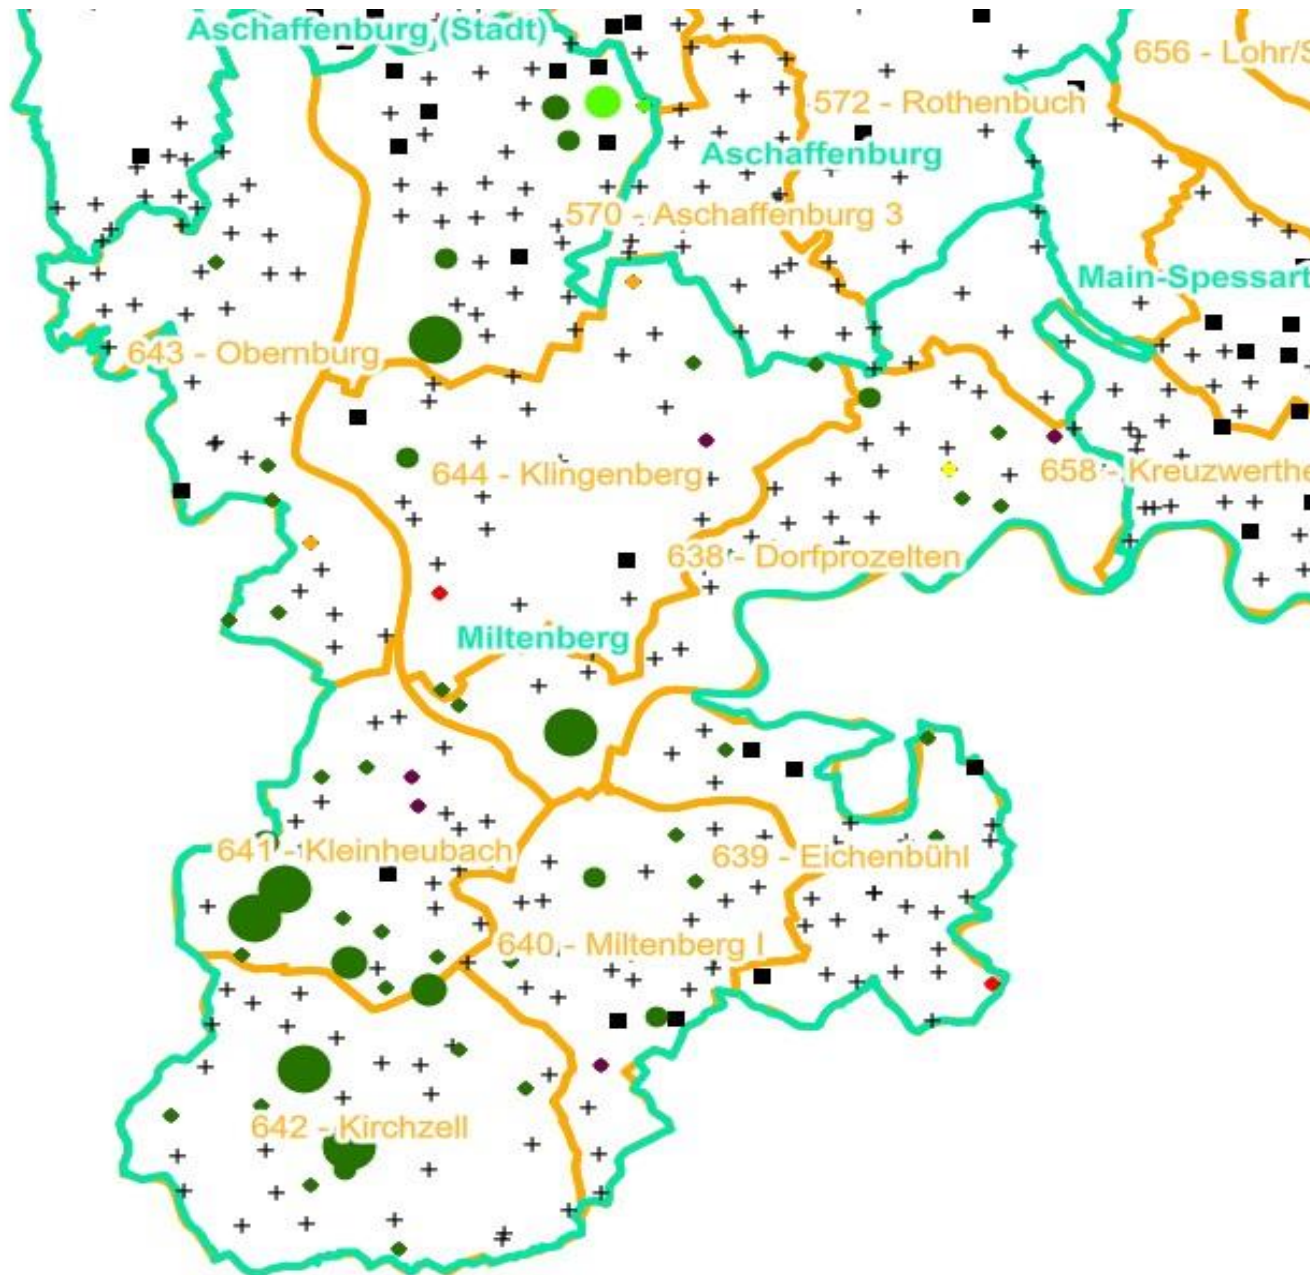 Aschaffenburg (Stadt)
656 - Lohr/S
572 - Rothenbuch
Aschaffenburg
570 - Aschaffenburg 3
Main-Spessart
643 - Obernburg
644 - Klingenberg
658 - Kreuzwerthe
638 - Dorfprozelten
Miltenberg
641 - Kleinheubach
639 - Eichenbühl
640 - Miltenberg I
642 - Kirchzell